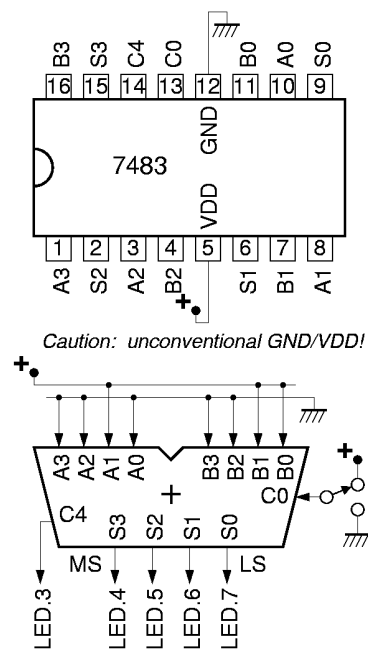 B3 S3 C4 C0 B0 A0 S0
16 15 14 13 12 11 10 9
GND
7483
VDD
1 2 3 4 5 6 7 8
A3 S2 A2 B2 S1 B1 A1
+
Caution: unconventional GND/VDD!
+
A3 A2 A1 A0 B3 B2 B1 B0
+
+
C0
C4
S3 S2 S1 S0
MS LS
LED.3 LED.4 LED.5 LED.6 LED.7